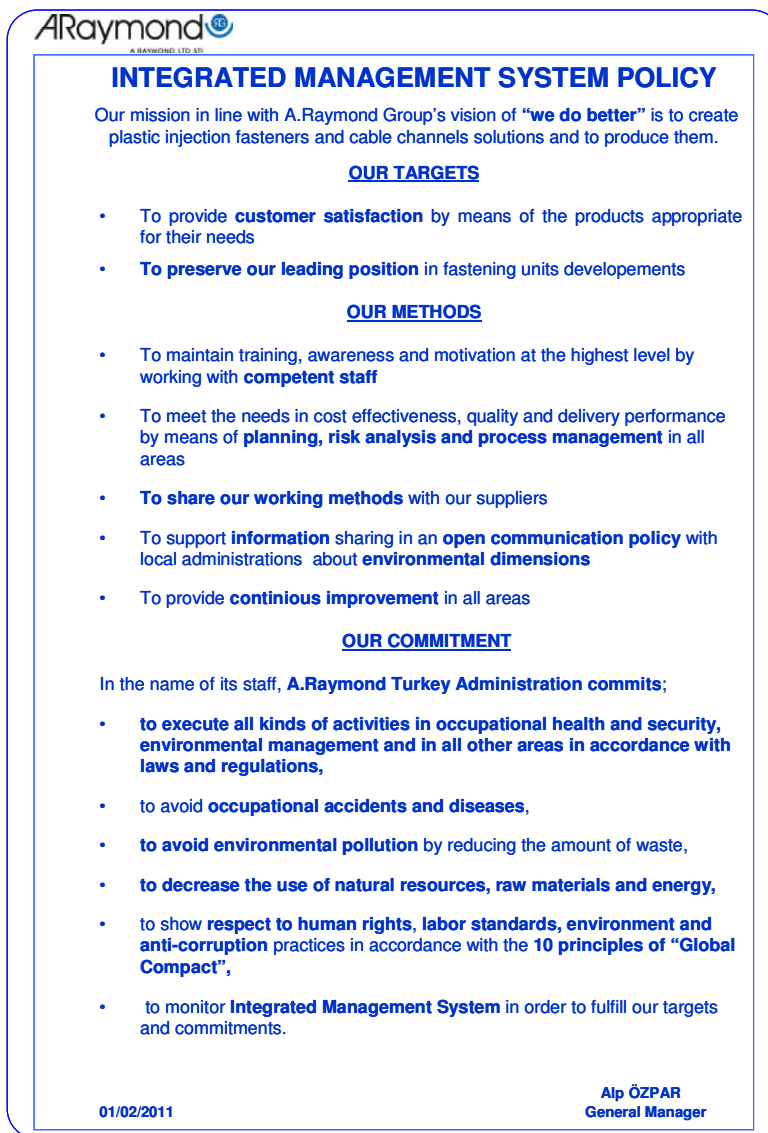 ARaymond
A RAYMOND LTD STI
INTEGRATED MANAGEMENT SYSTEM POLICY
Our mission in line with A.Raymond Group's vision of “we do better” is to create
plastic injection fasteners and cable channels solutions and to produce them.
OUR TARGETS
• To provide customer satisfaction by means of the products appropriate
for their needs
• To preserve our leading position in fastening units developements
OUR METHODS
• To maintain training, awareness and motivation at the highest level by
working with competent staff
• To meet the needs in cost effectiveness, quality and delivery performance
by means of planning, risk analysis and process management in all
areas
• To share our working methods with our suppliers
• To support information sharing in an open communication policy with
local administrations about environmental dimensions
• To provide continious improvement in all areas
OUR COMMITMENT
In the name of its staff, A.Raymond Turkey Administration commits;
• to execute all kinds of activities in occupational health and security,
environmental management and in all other areas in accordance with
laws and regulations,
• to avoid occupational accidents and diseases,
• to avoid environmental pollution by reducing the amount of waste,
• to decrease the use of natural resources, raw materials and energy,
• to show respect to human rights, labor standards, environment and
anti-corruption practices in accordance with the 10 principles of “Global
Compact”,
• to monitor Integrated Management System in order to fulfill our targets
and commitments.
Alp ÖZPAR
01/02/2011 General Manager